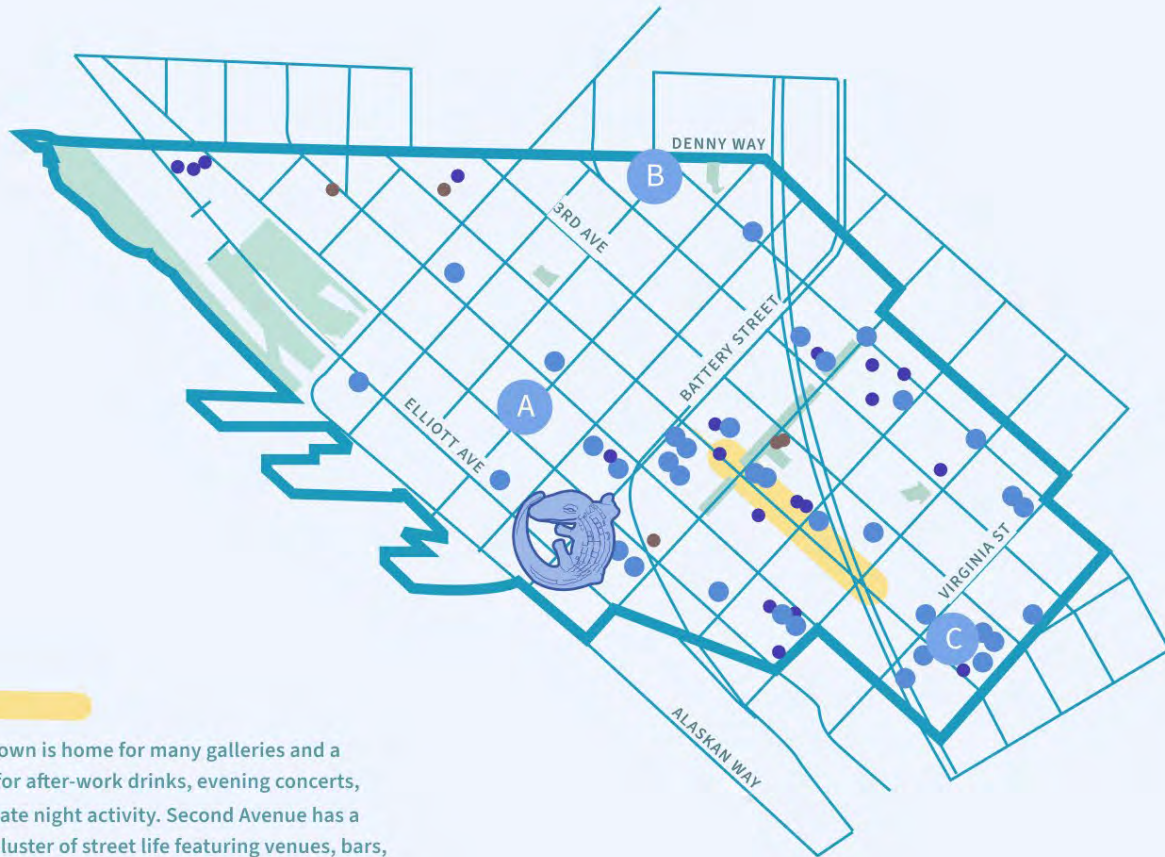 DENNY WAY
B
3RD AVE
BATTERY STREET
A
ELLIOTT AVE
VIRGINIA ST
C
ALASKAN WAY
own is home for many galleries and a
for after-work drinks, evening concerts,
ate night activity. Second Avenue has a
luster of street life featuring venues, bars,